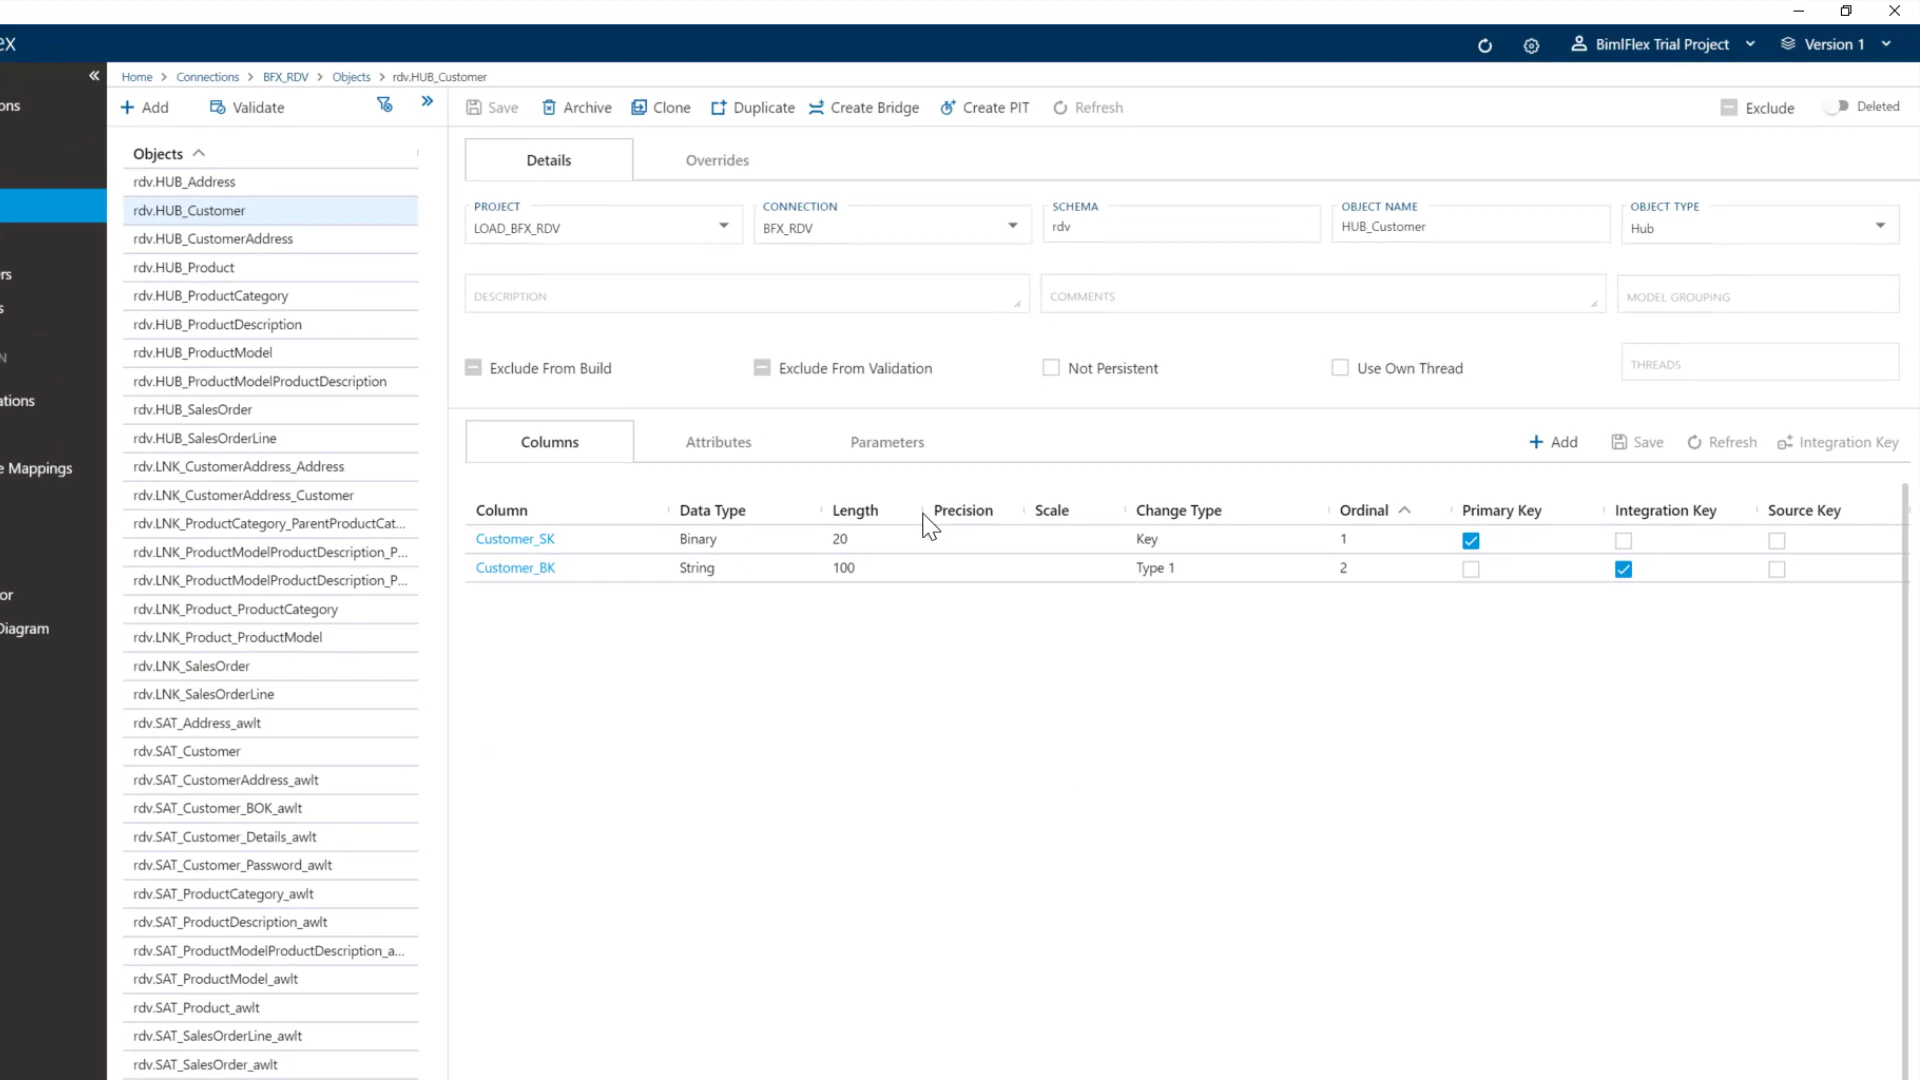 ex
BimlFlex Trial Project
Version 1
Home > Connections > BFX_RDV > Objects > rdv.HUB_Customer
Add
Validate
Save
Archive
Clone
Duplicate
Create Bridge
Create PIT
Refresh
Exclude
Deleted
ons
rs
s
N
ations
e Mappings
or
Diagram
Objects
rdv.HUB_Address
rdv.HUB_Customer
rdv.HUB_CustomerAddress
rdv.HUB_Product
rdv.HUB_ProductCategory
rdv.HUB_ProductDescription
rdv.HUB_ProductModel
rdv.HUB_ProductModelProductDescription
rdv.HUB_SalesOrder
rdv.HUB_SalesOrderLine
rdv.LNK_CustomerAddress_Address
rdv.LNK_CustomerAddress_Customer
rdv.LNK_ProductCategory_ParentProductCat...
rdv.LNK_ProductModelProductDescription_P...
rdv.LNK_ProductModelProductDescription_P...
rdv.LNK_Product_ProductCategory
rdv.LNK_Product_ProductModel
rdv.LNK_SalesOrder
rdv.LNK_SalesOrderLine
rdv.SAT_Address_awlt
rdv.SAT_Customer
rdv.SAT_CustomerAddress_awlt
rdv.SAT_Customer_BOK_awlt
rdv.SAT_Customer_Details_awlt
rdv.SAT_Customer_Password_awlt
rdv.SAT_ProductCategory_awlt
rdv.SAT_ProductDescription_awlt
rdv.SAT_ProductModelProductDescription_a...
rdv.SAT_ProductModel_awlt
rdv.SAT_Product_awlt
rdv.SAT_SalesOrderLine_awlt
rdv.SAT_SalesOrder_awlt
Details
Overrides
PROJECT
LOAD_BFX_RDV
CONNECTION
BFX_RDV
SCHEMA
rdv
OBJECT NAME
HUB_Customer
OBJECT TYPE
Hub
DESCRIPTION
COMMENTS
MODEL GROUPING
Exclude From Build
Exclude From Validation
Not Persistent
Use Own Thread
THREADS
Columns
Attributes
Parameters
Add
Save
Refresh
Integration Key
Column Data Type Length Precision Scale Change Type Ordinal Primary Key Integration Key Source Key
Customer_SK Binary 20 Key 1
Customer_BK String 100 Type 1 2